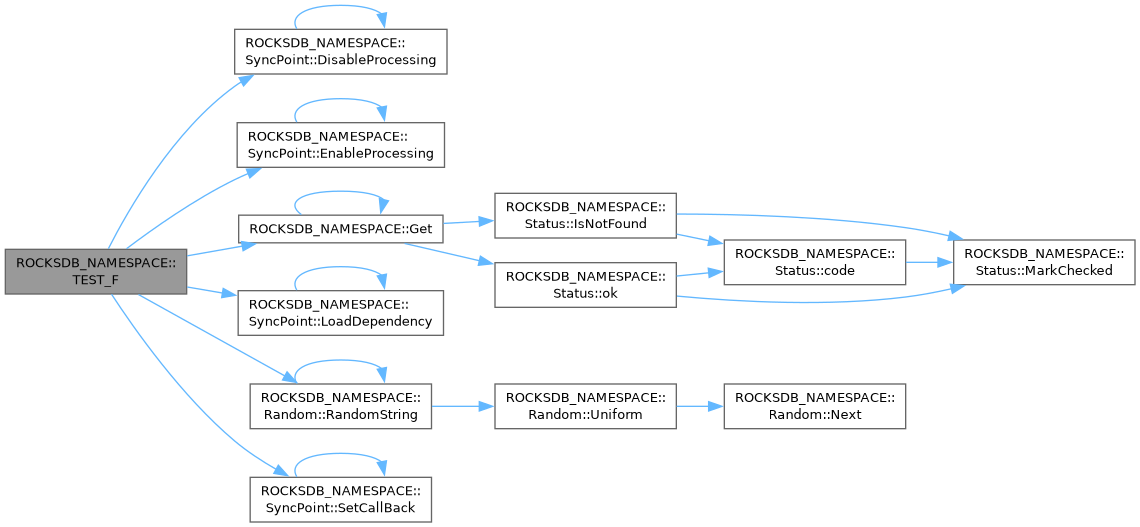 ROCKSDB_NAMESPACE::
TEST_F
ROCKSDB_NAMESPACE::
SyncPoint::DisableProcessing
ROCKSDB_NAMESPACE::
SyncPoint::EnableProcessing
ROCKSDB_NAMESPACE::Get
ROCKSDB_NAMESPACE::
Status::IsNotFound
ROCKSDB_NAMESPACE::
Status::ok
ROCKSDB_NAMESPACE::
Status::code
ROCKSDB_NAMESPACE::
Status::MarkChecked
ROCKSDB_NAMESPACE::
SyncPoint::LoadDependency
ROCKSDB_NAMESPACE::
Random::RandomString
ROCKSDB_NAMESPACE::
Random::Uniform
ROCKSDB_NAMESPACE::
Random::Next
ROCKSDB_NAMESPACE::
SyncPoint::SetCallBack